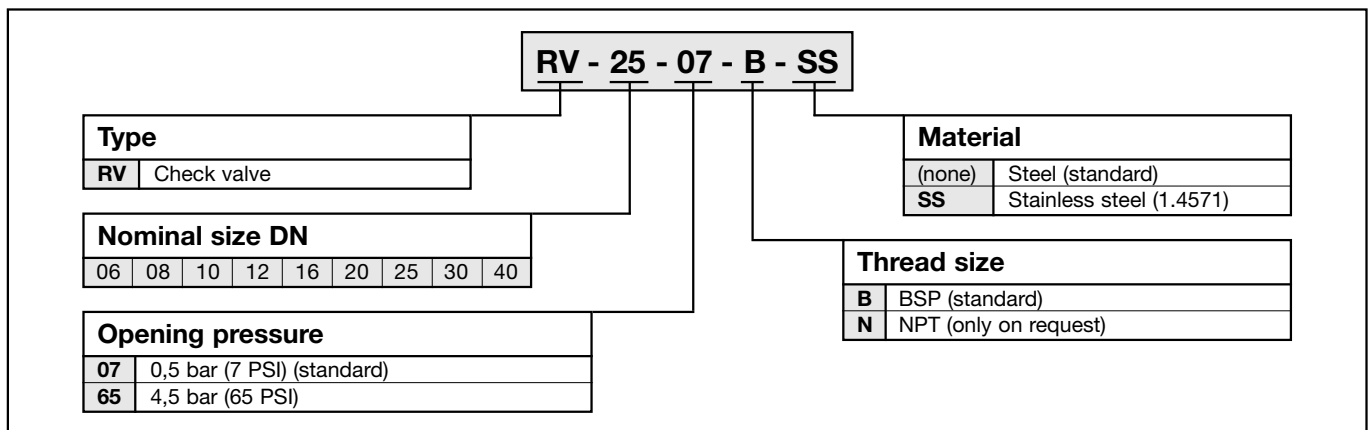 RV - 25 - 07 - B - SS
Type
RV Check valve
Nominal size DN
06 08 10 12 16 20 25 30 40
Opening pressure
07 0,5 bar (7 PSI) (standard)
65 4,5 bar (65 PSI)
Material
(none) Steel (standard)
SS Stainless steel (1.4571)
Thread size
B BSP (standard)
N NPT (only on request)